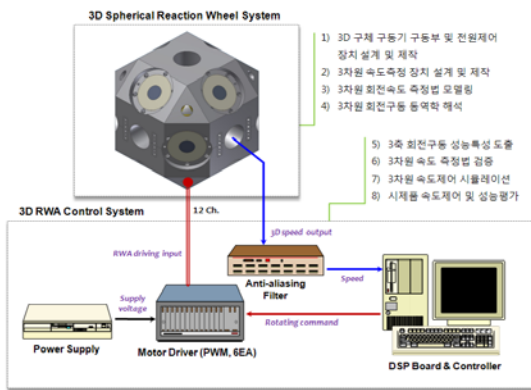 3D Spherical Reaction Wheel System
1) 3D 구체 구동기 구동부 및 전원제어
장치 설계 및 제작
2) 3차원 속도측정 장치 설계 및 제작
3) 3차원 회전속도 측정법 모델링
4) 3차원 회전구동 동역학 해석
5) 3축 회전구동 성능특성 도출
6) 3차원 속도 측정법 검증
7) 3차원 속도제어 시뮬레이션
8) 시제품 속도제어 및 성능평가
3D RWA Control System
12 Ch.
3D speed output
RWA driving input
Anti-aliasing
Filter
Speed
Supply
voltage
Rotating command
Power Supply
Motor Driver (PWM, 6EA)
DSP Board & Controller